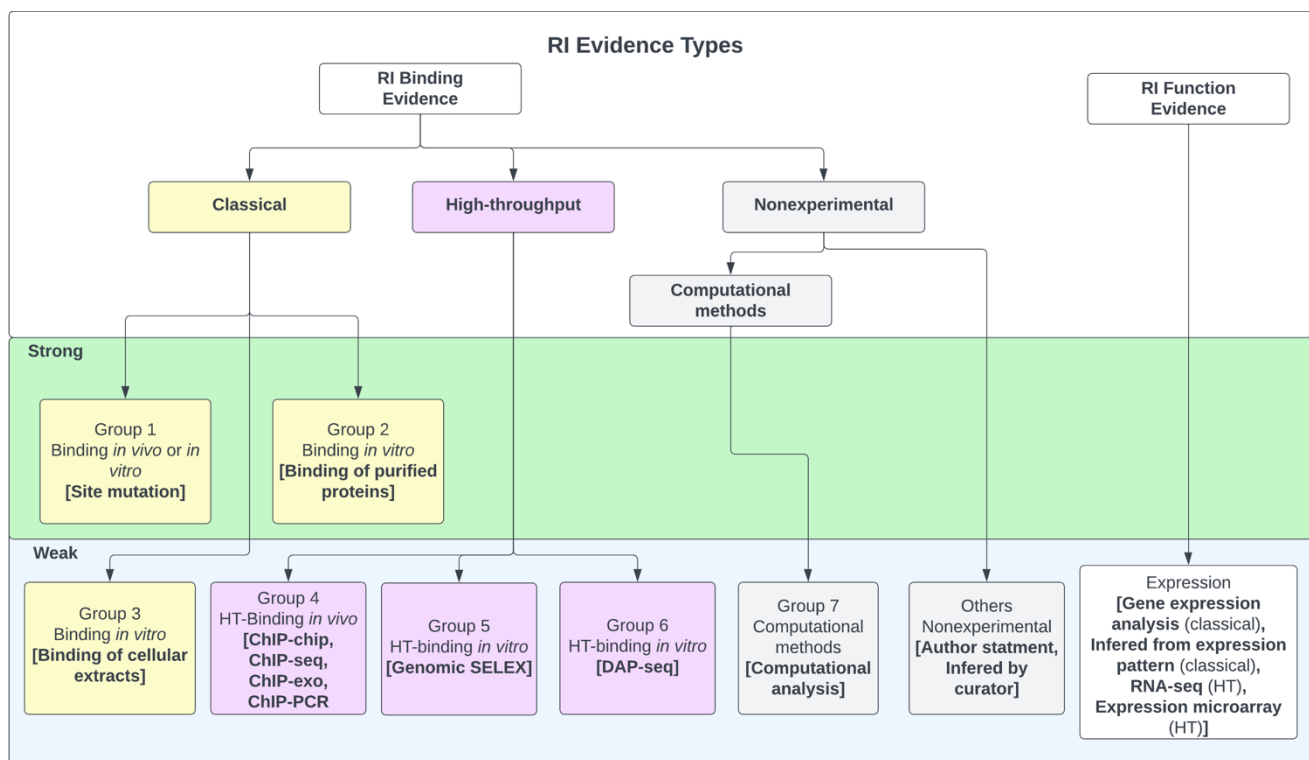 RI Evidence Types
RI Binding
Evidence
RI Function
Evidence
Classical
High-throughput
Nonexperimental
Computational
methods
Strong
Group 1
Binding in vivo or in
vitro
[Site mutation]
Group 2
Binding in vitro
[Binding of purified
proteins]
Weak
Group 3
Binding in vitro
[Binding of cellular
extracts]
Group 4
HT-Binding in vivo
[ChIP-chip,
ChIP-seq,
ChIP-exo,
ChIP-PCR
Group 5
HT-binding in vitro
[Genomic SELEX]
Group 6
HT-binding in vitro
[DAP-seq]
Group 7
Computational
methods
[Computational
analysis]
Others
Nonexperimental
[Author statment,
Infered by
curator]
Expression
[Gene expression
analysis (classical),
Infered from expression
pattern (classical),
RNA-seq (HT),
Expression microarray
(HT)]